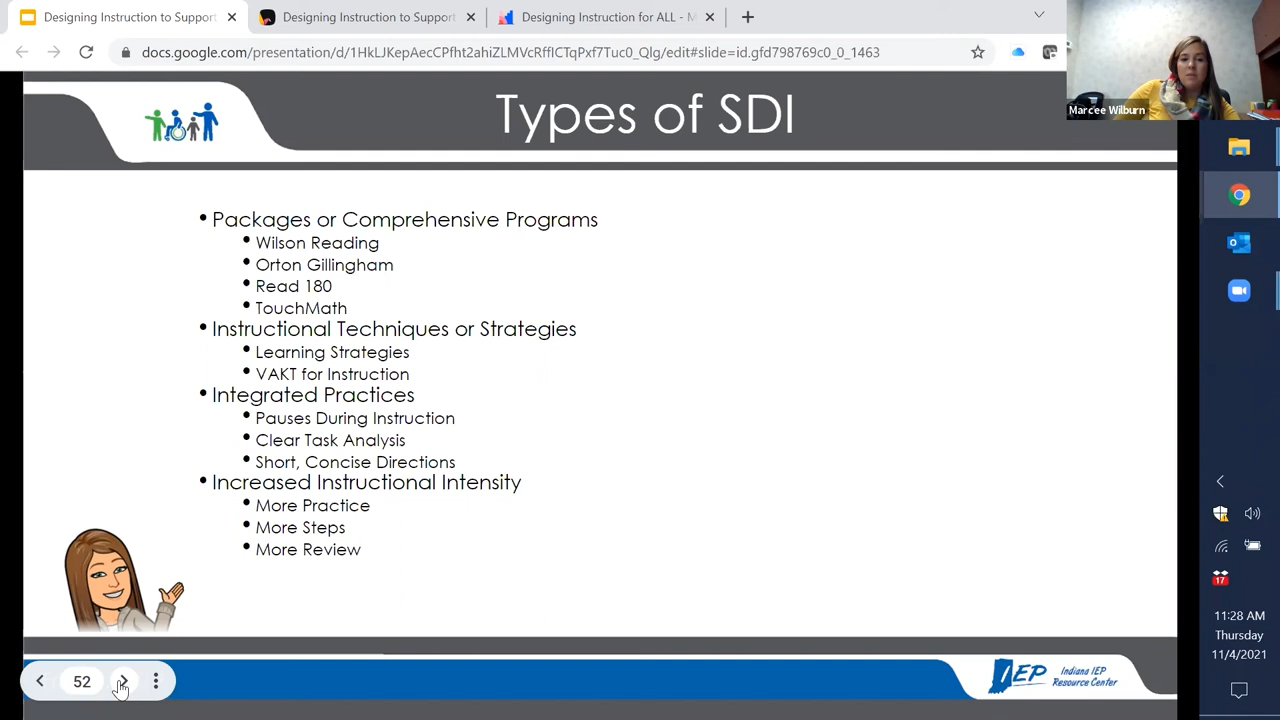 Designing Instruction to Support
Designing Instruction to Support
Designing Instruction for ALL - M
docs.google.com/presentation/d/1HkLJKepAecCPfht2ahiZLMVcRfflCTqPxf7Tuc0_Qlg/edit#slide=id.gfd798769c0_0_1463
Marcee Wilburn
Types of SDI
• Packages or Comprehensive Programs
• Wilson Reading
• Orton Gillingham
• Read 180
• TouchMath
• Instructional Techniques or Strategies
• Learning Strategies
• VAKT for Instruction
• Integrated Practices
• Pauses During Instruction
• Clear Task Analysis
• Short, Concise Directions
• Increased Instructional Intensity
• More Practice
• More Steps
• More Review
52
IEP Indiana IEP
Resource Center
17
11:28 AM
Thursday
11/4/2021